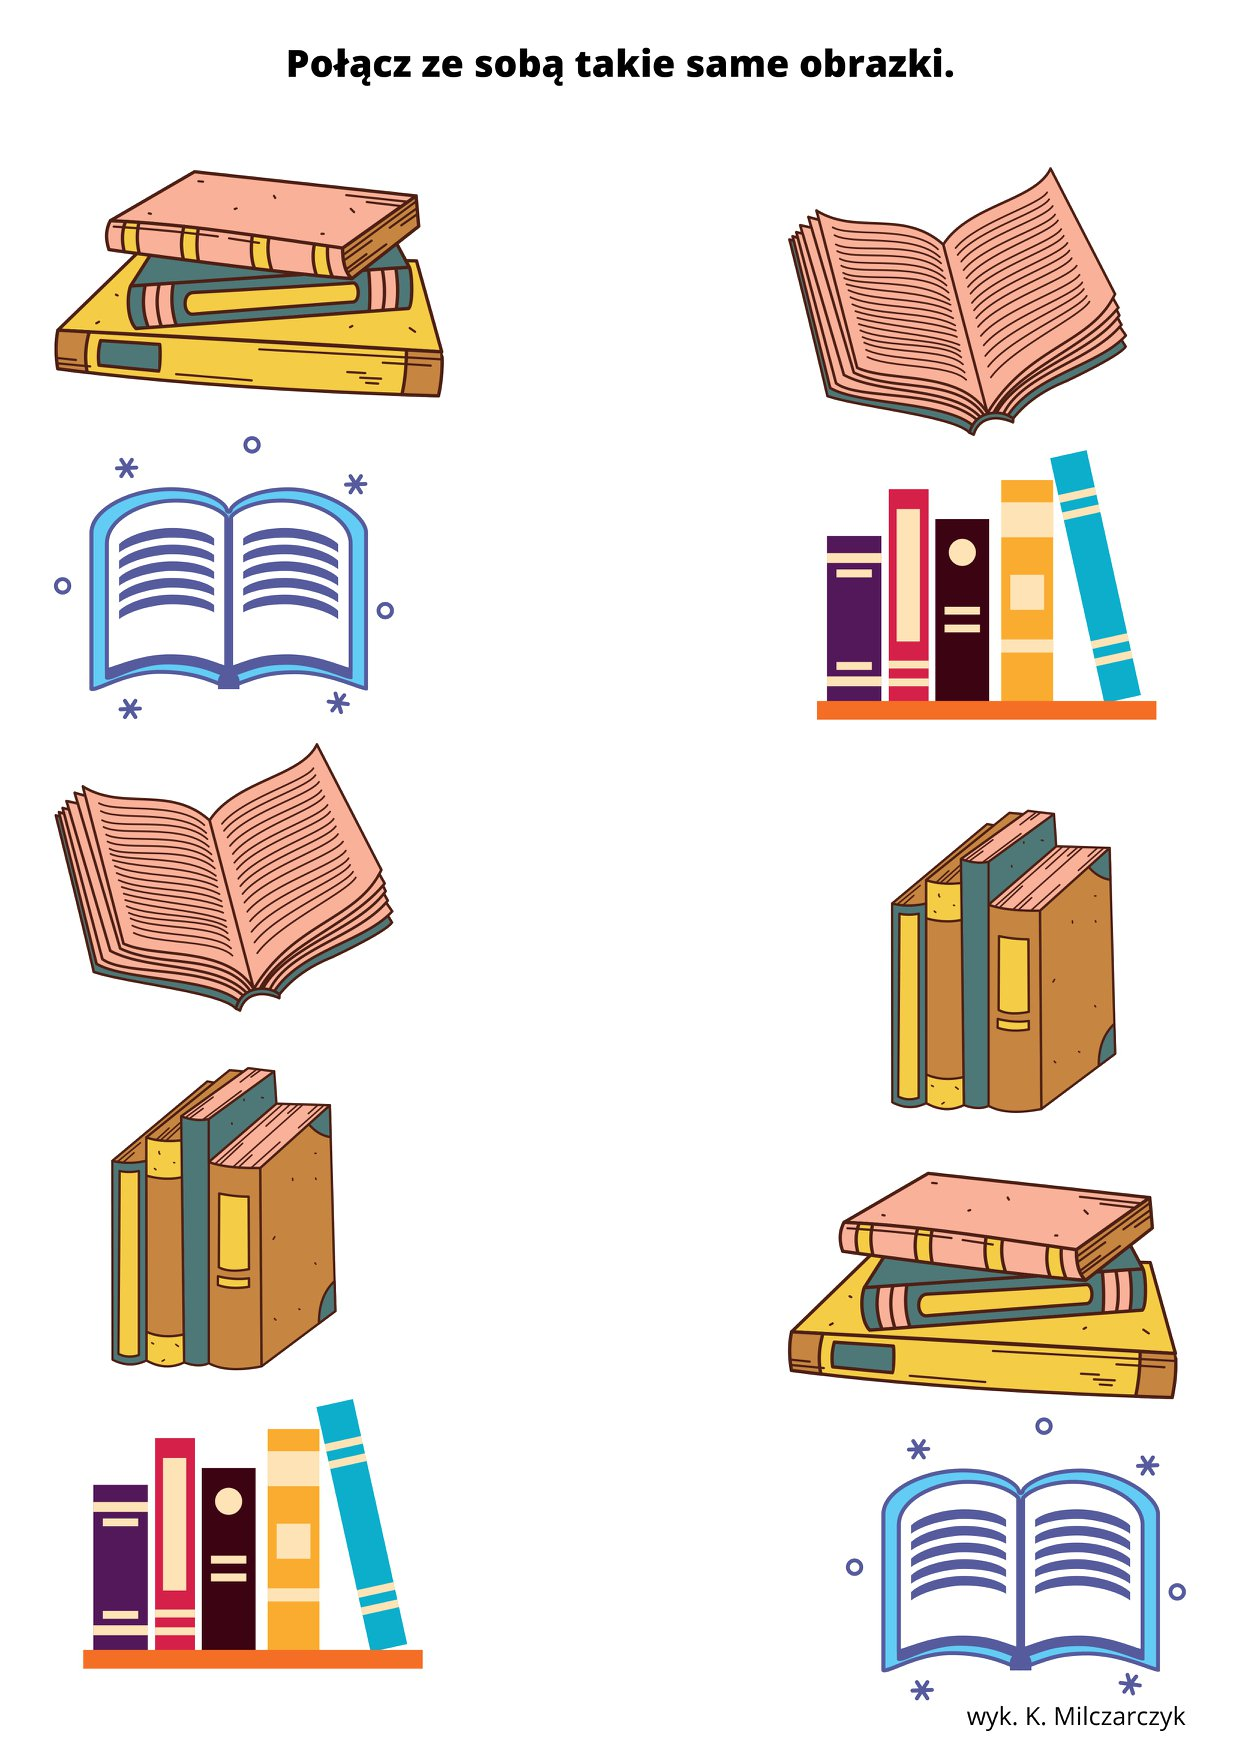 Połącz ze sobą takie same obrazki.
wyk. K. Milczarczyk